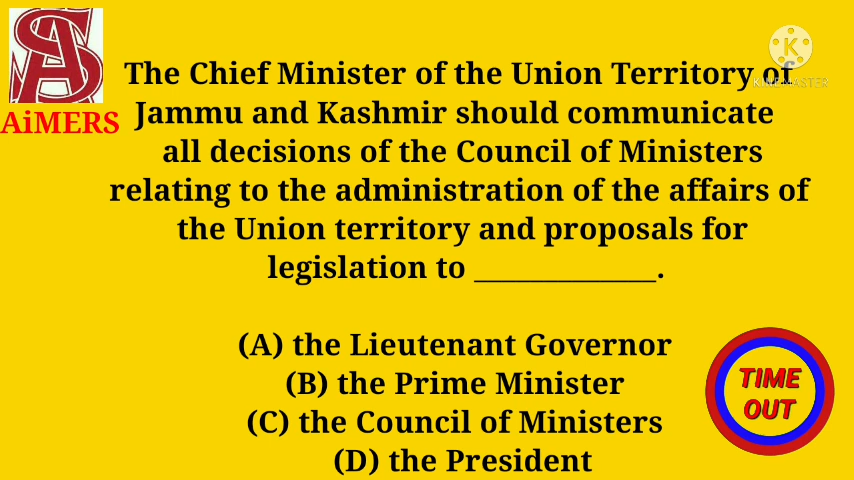 The Chief Minister of the Union Territory of
Jammu and Kashmir should communicate
all decisions of the Council of Ministers
relating to the administration of the affairs of
the Union territory and proposals for
legislation to ______________.
(A) the Lieutenant Governor
(B) the Prime Minister
(C) the Council of Ministers
(D) the President
AiMERS
K
KINEMASTER
TIME
OUT